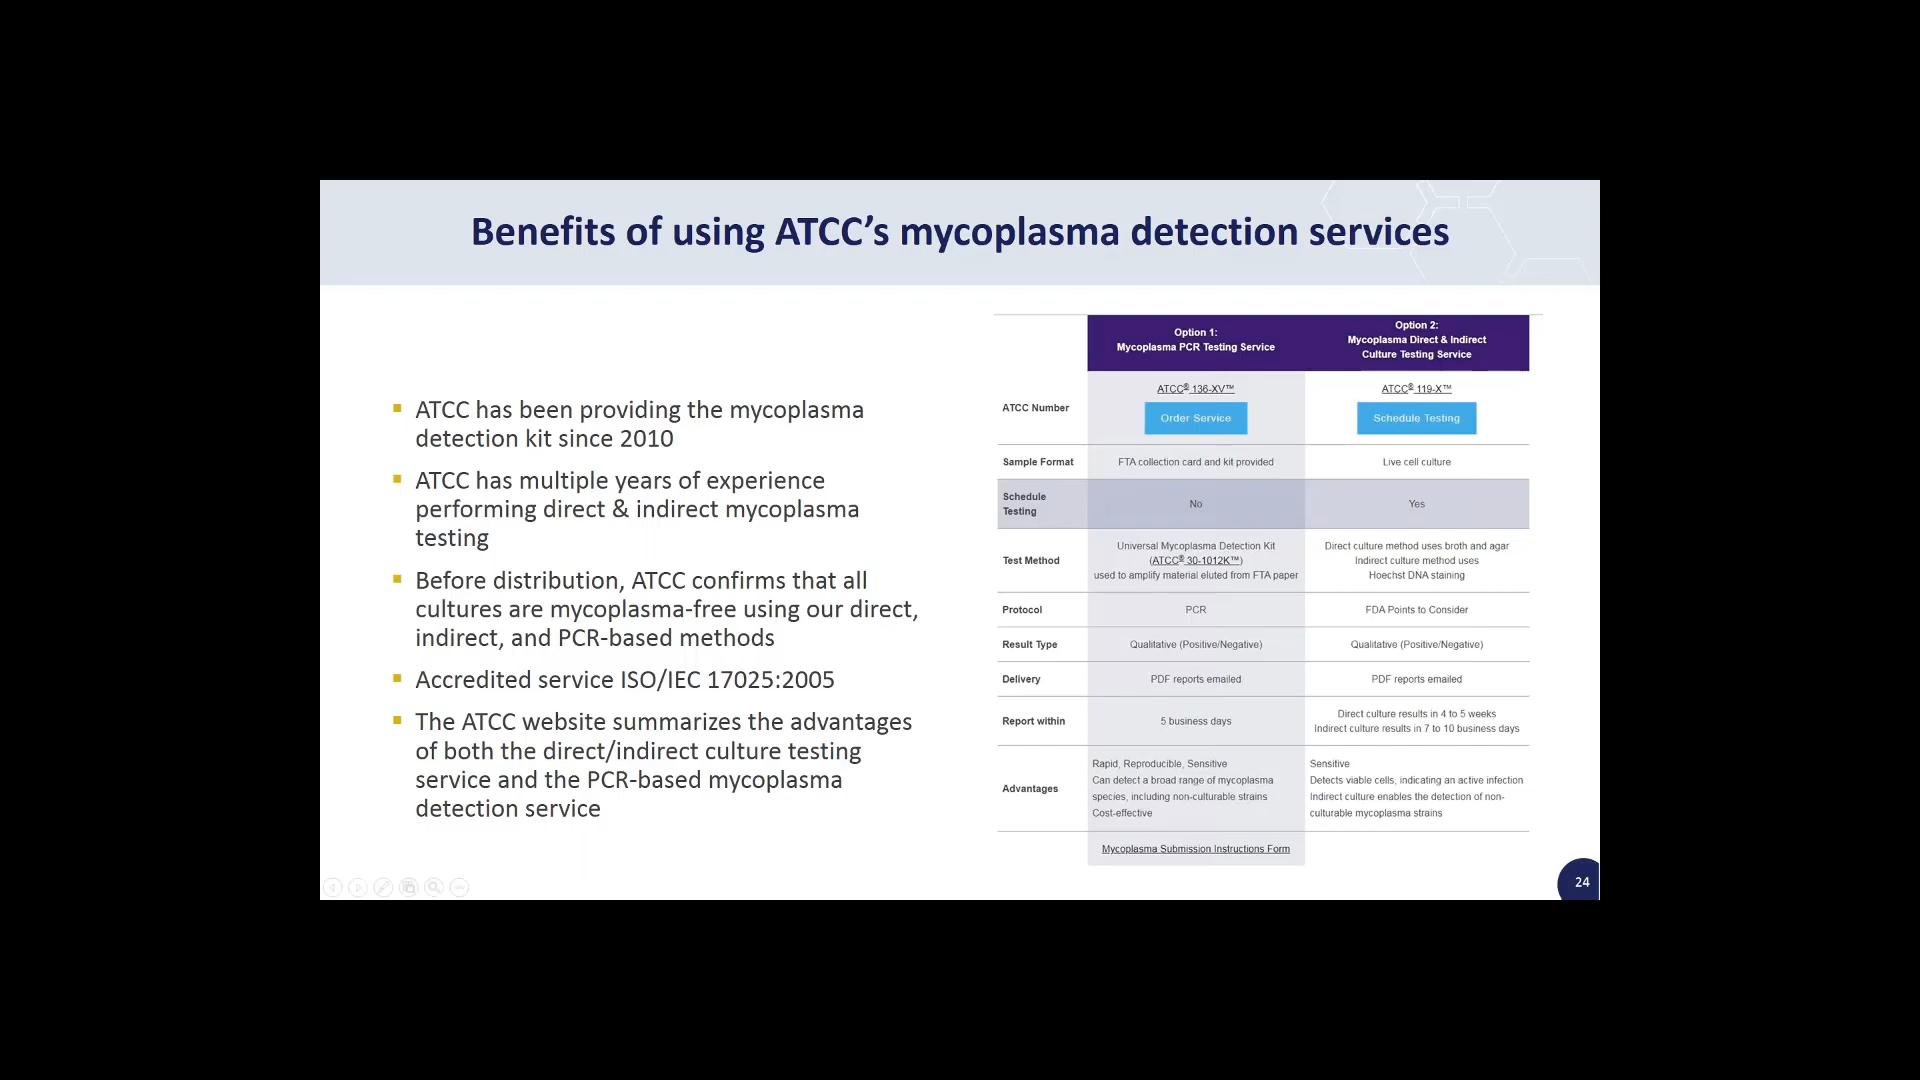 Benefits of using ATCC’s mycoplasma detection services
▪ ATCC has been providing the mycoplasma
detection kit since 2010
▪ ATCC has multiple years of experience
performing direct & indirect mycoplasma
testing
▪ Before distribution, ATCC confirms that all
cultures are mycoplasma-free using our direct,
indirect, and PCR-based methods
▪ Accredited service ISO/IEC 17025:2005
▪ The ATCC website summarizes the advantages
of both the direct/indirect culture testing
service and the PCR-based mycoplasma
detection service
Option 1:
Mycoplasma PCR Testing Service
Option 2:
Mycoplasma Direct & Indirect
Culture Testing Service
ATCC Number
ATCC® 136-XV™
Order Service
ATCC® 119-X™
Schedule Testing
Sample Format
FTA collection card and kit provided
Live cell culture
Schedule
Testing
No
Yes
Test Method
Universal Mycoplasma Detection Kit
(ATCC® 30-1012K™)
used to amplify material eluted from FTA paper
Direct culture method uses broth and agar
Indirect culture method uses
Hoechst DNA staining
Protocol
PCR
FDA Points to Consider
Result Type
Qualitative (Positive/Negative)
Qualitative (Positive/Negative)
Delivery
PDF reports emailed
PDF reports emailed
Report within
5 business days
Direct culture results in 4 to 5 weeks
Indirect culture results in 7 to 10 business days
Advantages
Rapid, Reproducible, Sensitive
Can detect a broad range of mycoplasma
species, including non-culturable strains
Cost-effective
Sensitive
Detects viable cells, indicating an active infection
Indirect culture enables the detection of non-
culturable mycoplasma strains
Mycoplasma Submission Instructions Form
24